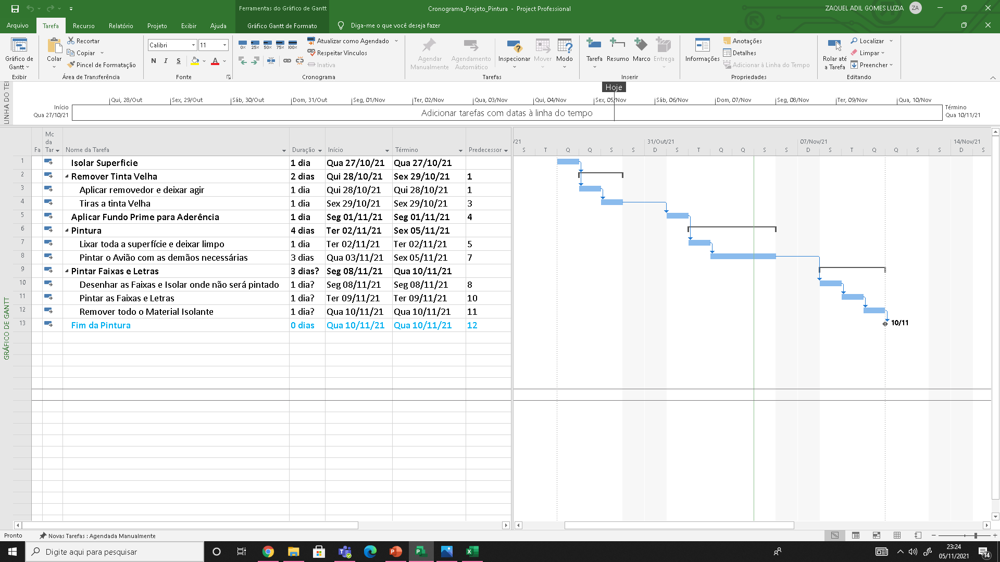 Ferramentas do Gráfico de Gantt
Cronograma_Projeto_Pintura - Project Professional
ZAQUEL ADIL GOMES LUZIA ZA
Arquivo Tarefa Recurso Relatório Projeto Exibir Ajuda Gráfico Gantt de Formato Diga-me o que você deseja fazer
Gráfico de Gantt
Exibir
Colar
Recortar
Copiar
Pincel de Formatação
Área de Transferência
Calibri 11
N I S A
Fonte
0% 25% 50% 75% 100%
Atualizar como Agendado
Respeitar Vínculos
Inativa
Cronograma
Agendar Manualmente
Agendamento Automático
Inspecionar
Mover
Modo
Tarefas
Tarefa
Resumo
Marco
Entrega
Inserir
Informações
Anotações
Detalhes
Adicionar à Linha do Tempo
Propriedades
Rolar até a Tarefa
Localizar
Limpar
Preencher
Editando
LINHA DO TE
Hoje
Qui, 28/Out Sex, 29/Out Sáb, 30/Out Dom, 31/Out Seg, 01/Nov Ter, 02/Nov Qua, 03/Nov Qui, 04/Nov Sex, 05/Nov Sáb, 06/Nov Dom, 07/Nov Seg, 08/Nov Ter, 09/Nov Qua, 10/Nov
Início
Qua 27/10/21
Adicionar tarefas com datas à linha do tempo
Término
Qua 10/11/21
GRÁFICO DE GANTT
Fa Mc da Tar Nome da Tarefa Duração Início Término Predecessor
/21 31/Out/21 07/Nov/21 14/Nov/21
S T Q Q S S D S T Q Q S S D S T Q Q S S D S
1 Isolar Superficie 1 dia Qua 27/10/21 Qua 27/10/21
2 Remover Tinta Velha 2 dias Qui 28/10/21 Sex 29/10/21 1
3 Aplicar removedor e deixar agir 1 dia Qui 28/10/21 Qui 28/10/21 1
4 Tiras a tinta Velha 1 dia Sex 29/10/21 Sex 29/10/21 3
5 Aplicar Fundo Prime para Aderência 1 dia Seg 01/11/21 Seg 01/11/21 4
6 Pintura 4 dias Ter 02/11/21 Sex 05/11/21
7 Lixar toda a superfície e deixar limpo 1 dia Ter 02/11/21 Ter 02/11/21 5
8 Pintar o Avião com as demãos necessárias 3 dias Qua 03/11/21 Sex 05/11/21 7
9 Pintar Faixas e Letras 3 dias? Seg 08/11/21 Qua 10/11/21
10 Desenhar as Faixas e Isolar onde não será pintado 1 dia? Seg 08/11/21 Seg 08/11/21 8
11 Pintar as Faixas e Letras 1 dia? Ter 09/11/21 Ter 09/11/21 10
12 Remover todo o Material Isolante 1 dia? Qua 10/11/21 Qua 10/11/21 11
13 Fim da Pintura 0 dias Qua 10/11/21 Qua 10/11/21 12
10/11
Pronto Novas Tarefas : Agendada Manualmente
Digite aqui para pesquisar
23:24
05/11/2021
14